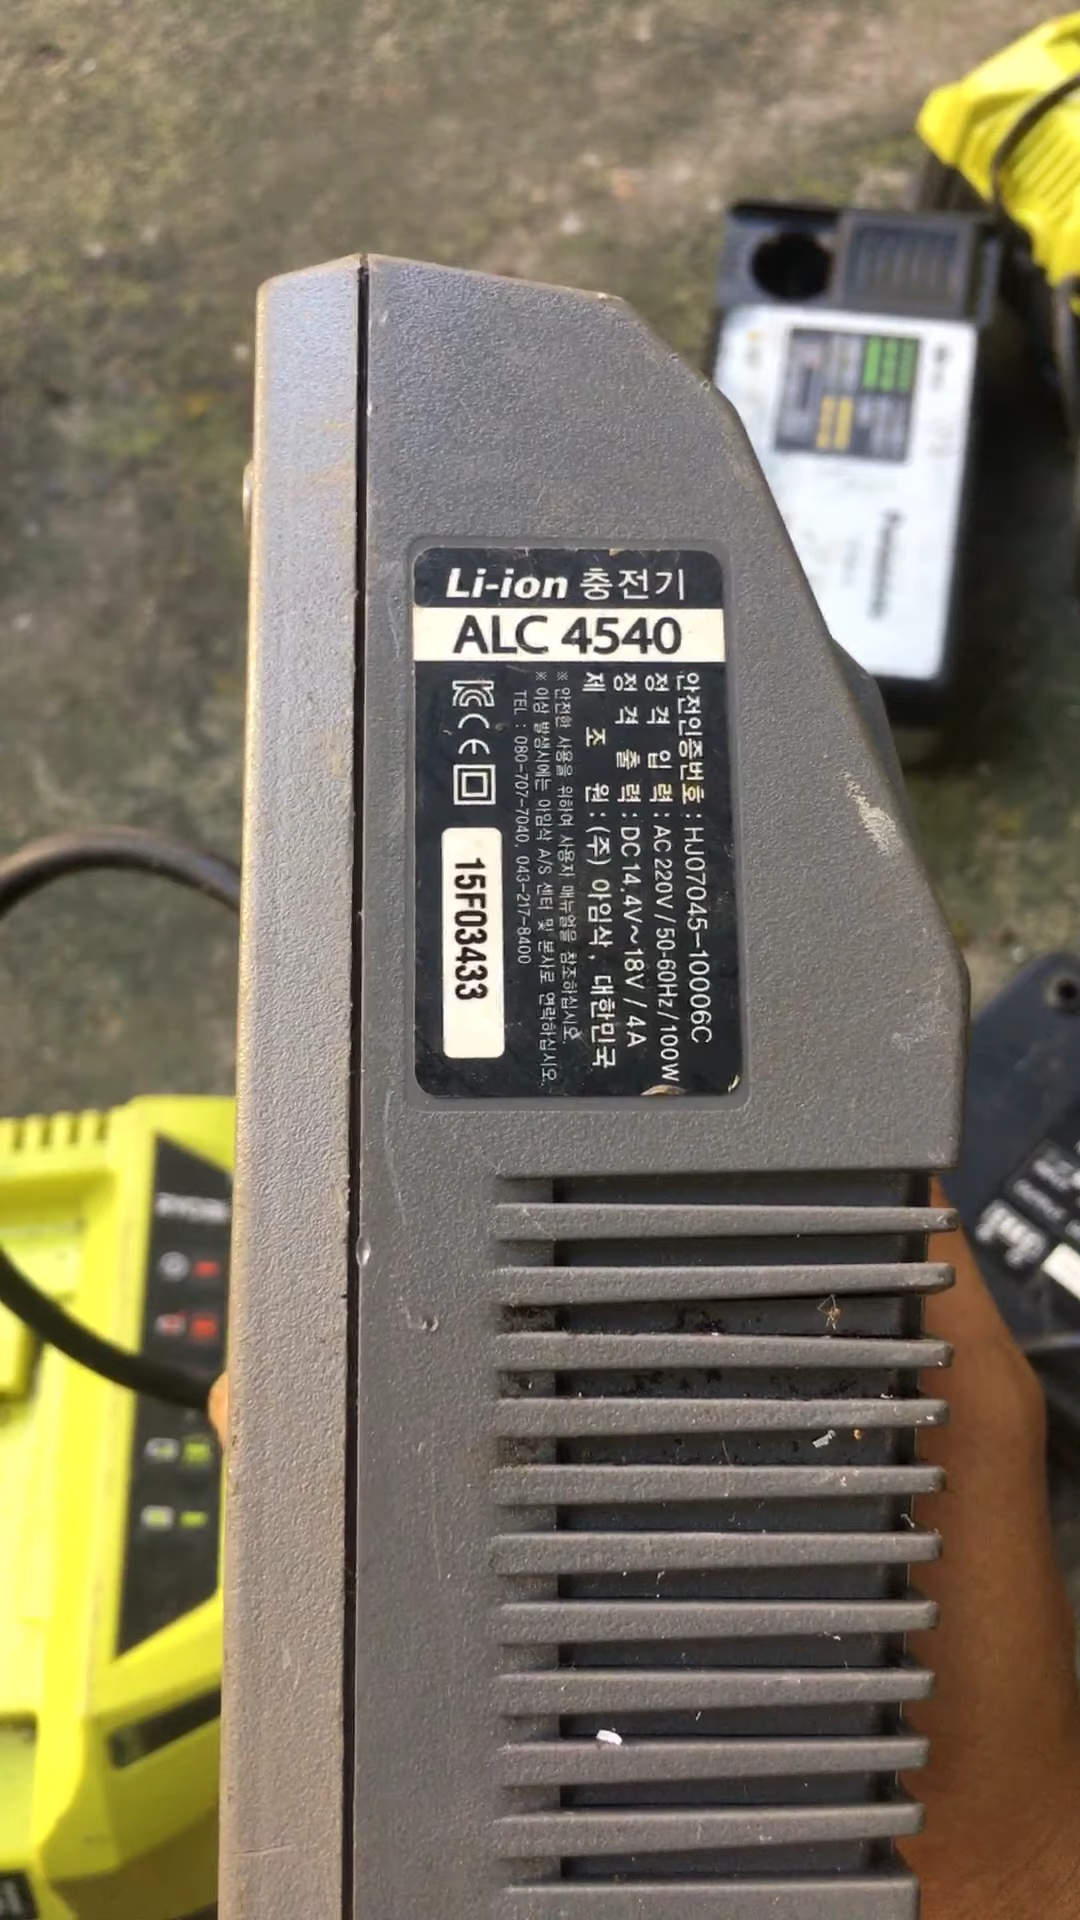 Li-ion 충전기
ALC 4540
안전인증번호 : HJ07045-10006C
정격입력 : AC 220V / 50-60Hz / 100W
정격출력 : DC 14.4V~18V / 4A
제조원 : (주) 아임삭, 대한민국
※ 안전한 사용을 위하여 사용자 매뉴얼을 참조하십시오.
※ 이상 발생시에는 아임삭 A/S 센터 및 본사로 연락하십시오.
TEL : 080-707-7040, 043-217-8400
15F03433
Panasonic